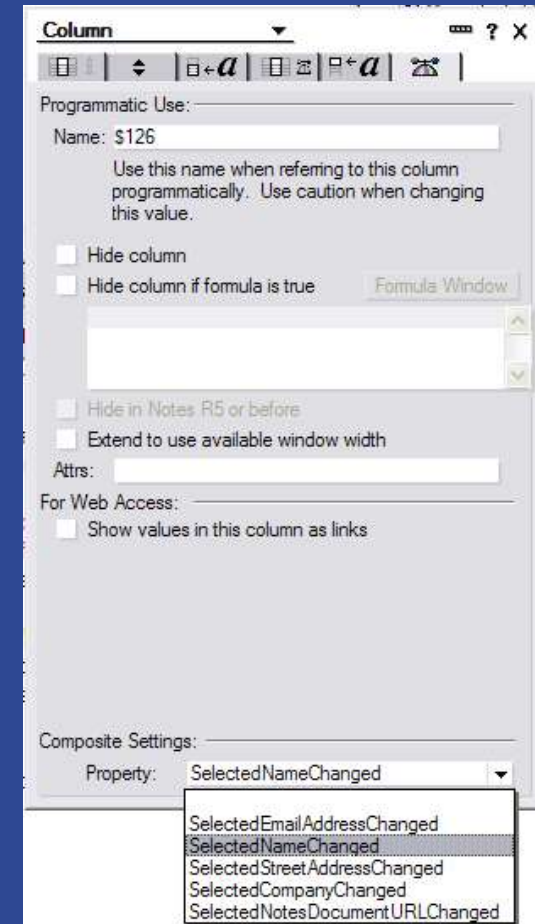 Column
?
X
a
a
Programmatic Use:
Name: $126
Use this name when referring to this column
programmatically. Use caution when changing
this value.
Hide column
Hide column if formula is true Formula Window
Hide in Notes R5 or before
Extend to use available window width
Attrs:
For Web Access:
Show values in this column as links
Composite Settings:
Property: SelectedNameChanged
SelectedEmailAddressChanged
SelectedNameChanged
SelectedStreetAddressChanged
SelectedCompanyChanged
SelectedNotesDocumentURLChanged